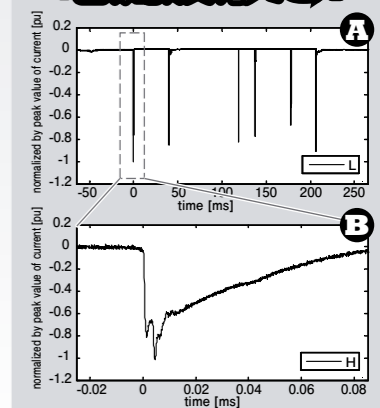 A
normalized by peak value of current [pu]
0.2
0
-0.2
-0.4
-0.6
-0.8
-1
-1.2
-50 0 50 100 150 200 250
time [ms]
L
B
normalized by peak value of current [pu]
0.2
0
-0.2
-0.4
-0.6
-0.8
-1
-1.2
-0.02 0 0.02 0.04 0.06 0.08
time [ms]
H